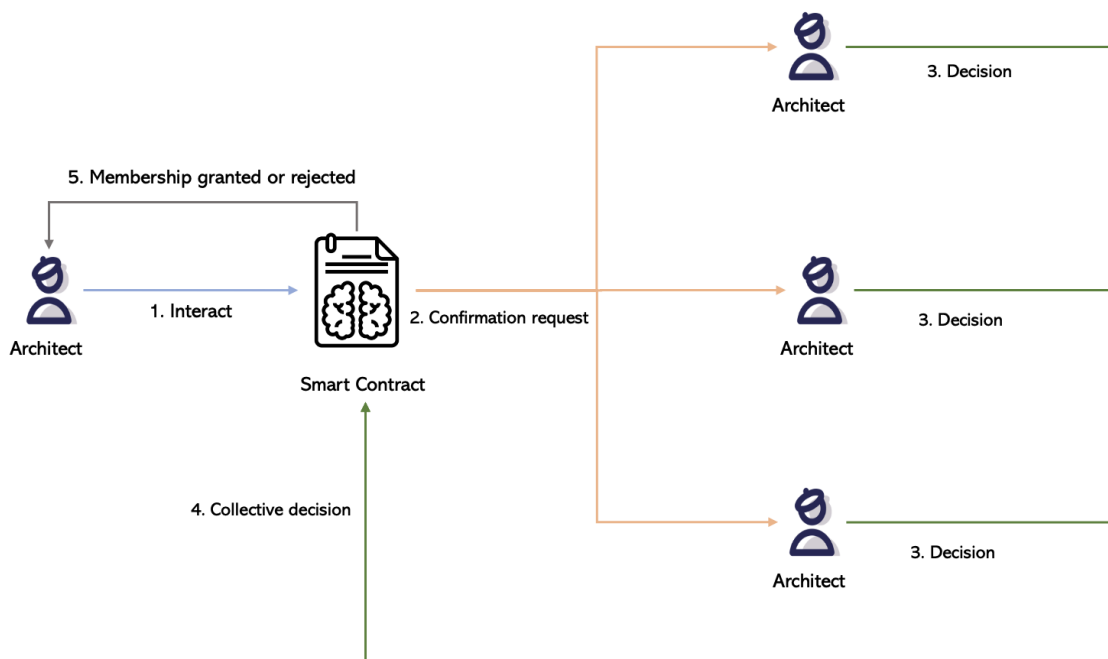 Architect
3. Decision
5. Membership granted or rejected
1. Interact
Architect
2. Confirmation request
Smart Contract
Architect
3. Decision
4. Collective decision
Architect
3. Decision